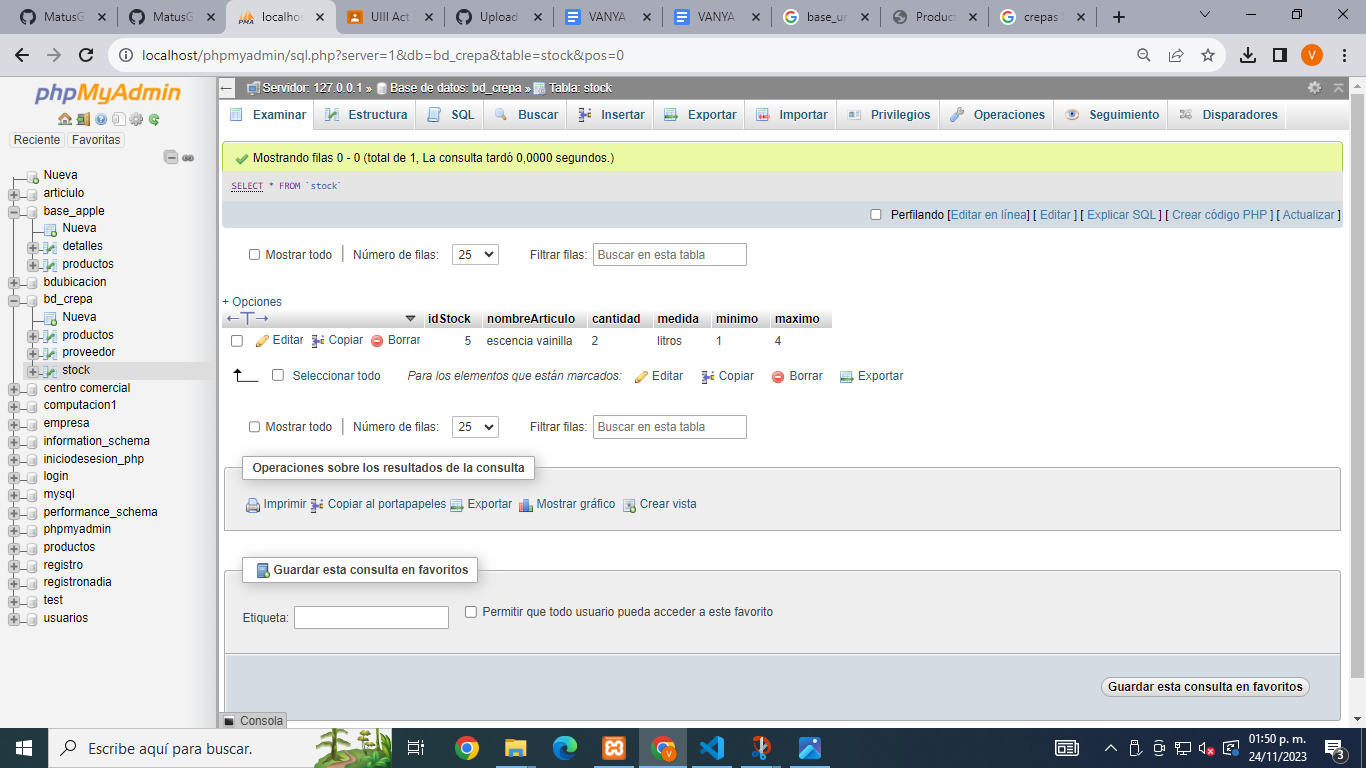 MatusG
MatusG
localhos
UIII Act
Upload
VANYA
VANYA
base_ur
Product
crepas
localhost/phpmyadmin/sql.php?server=1&db=bd_crepa&table=stock&pos=0
V
phpMyAdmin
Reciente Favoritas
Nueva
articiulo
base_apple
Nueva
detalles
productos
bdubicacion
bd_crepa
Nueva
productos
proveedor
stock
centro comercial
computacion1
empresa
information_schema
iniciodesesion_php
login
mysql
performance_schema
phpmyadmin
productos
registro
registronadia
test
usuarios
Servidor: 127.0.0.1 » Base de datos: bd_crepa » Tabla: stock
Examinar Estructura SQL Buscar Insertar Exportar Importar Privilegios Operaciones Seguimiento Disparadores
Mostrando filas 0 - 0 (total de 1, La consulta tardó 0,0000 segundos.)
SELECT * FROM `stock`
Perfilando [Editar en línea] [ Editar ] [ Explicar SQL ] [ Crear código PHP ] [ Actualizar ]
Mostrar todo Número de filas: 25 Filtrar filas: Buscar en esta tabla
+ Opciones
←T→ idStock nombreArticulo cantidad medida minimo maximo
Editar Copiar Borrar 5 escencia vainilla 2 litros 1 4
Seleccionar todo Para los elementos que están marcados: Editar Copiar Borrar Exportar
Mostrar todo Número de filas: 25 Filtrar filas: Buscar en esta tabla
Operaciones sobre los resultados de la consulta
Imprimir Copiar al portapapeles Exportar Mostrar gráfico Crear vista
Guardar esta consulta en favoritos
Etiqueta: Permitir que todo usuario pueda acceder a este favorito
Guardar esta consulta en favoritos
Consola
Escribe aquí para buscar.
01:50 p. m.
24/11/2023
3